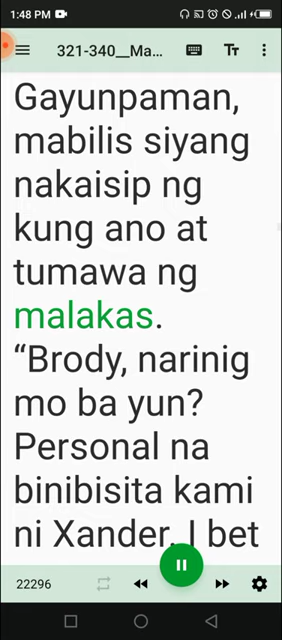 1:48 PM
321-340__Ma...
Gayunpaman,
mabilis siyang
nakaisip ng
kung ano at
tumawa ng
malakas.
“Brody, narinig
mo ba yun?
Personal na
binibisita kami
ni Xander. I bet
22296